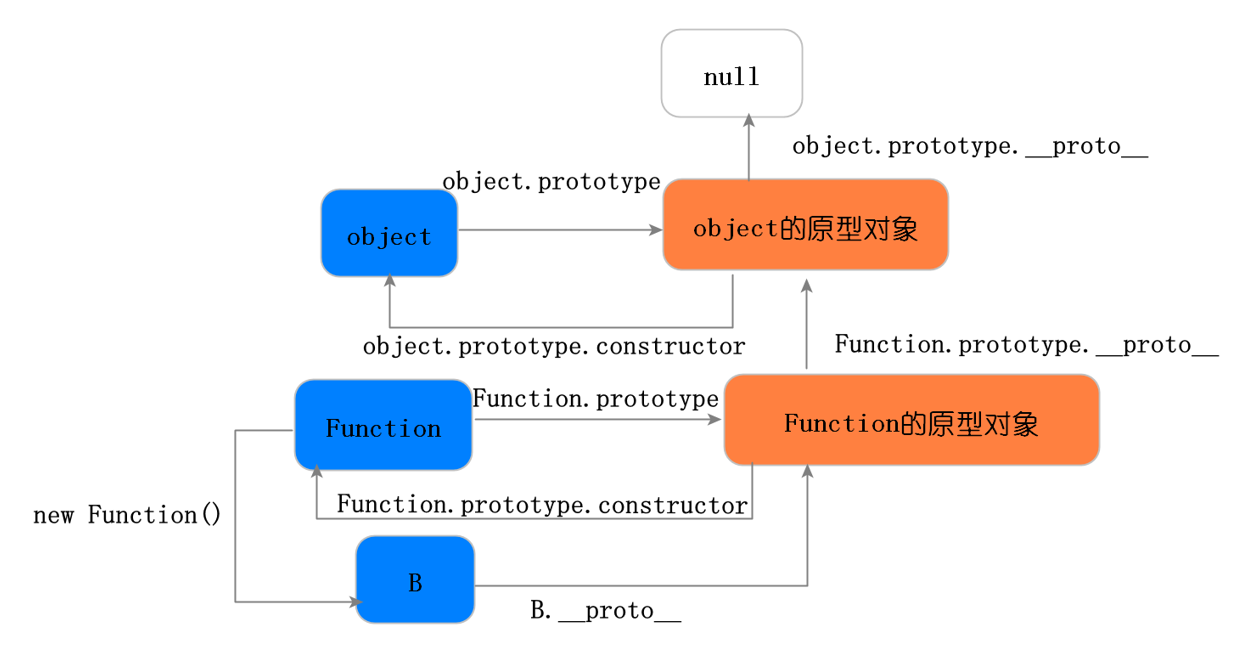 null
object.prototype.__proto__
object.prototype
object
object的原型对象
object.prototype.constructor
Function.prototype.__proto__
Function.prototype
Function
Function的原型对象
Function.prototype.constructor
new Function()
B
B.__proto__